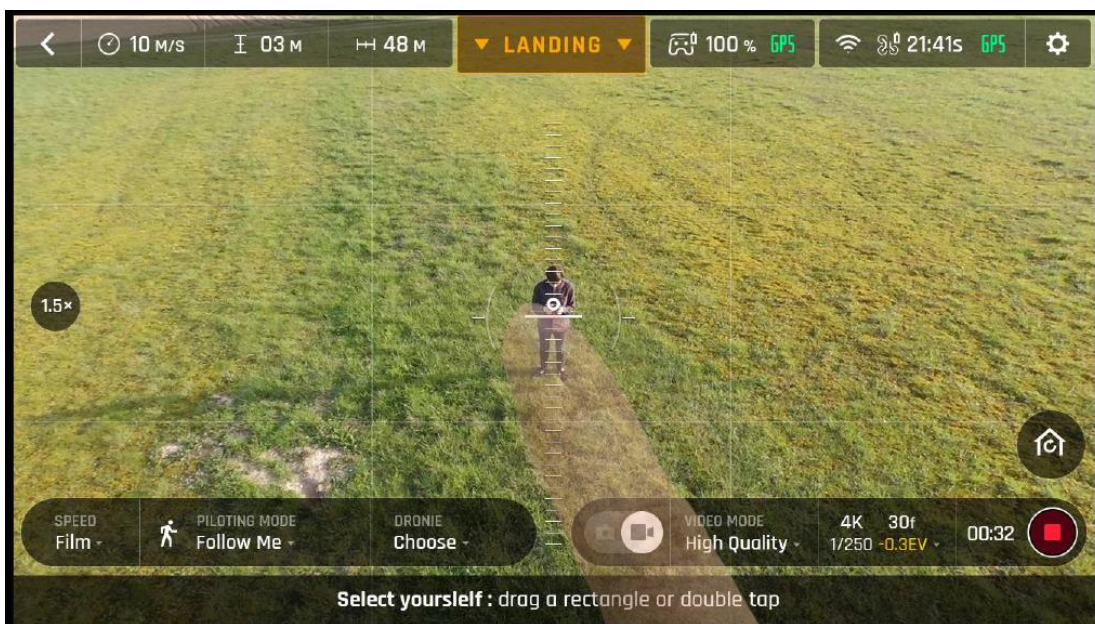 10 M/S
03 M
48 M
LANDING
100 % GPS
21:41s GPS
1.5×
SPEED
Film
PILOTING MODE
Follow Me
DRONIE
Choose
VIDEO MODE
High Quality
4K 30f
1/250 -0.3EV
00:32
Select yourslelf : drag a rectangle or double tap